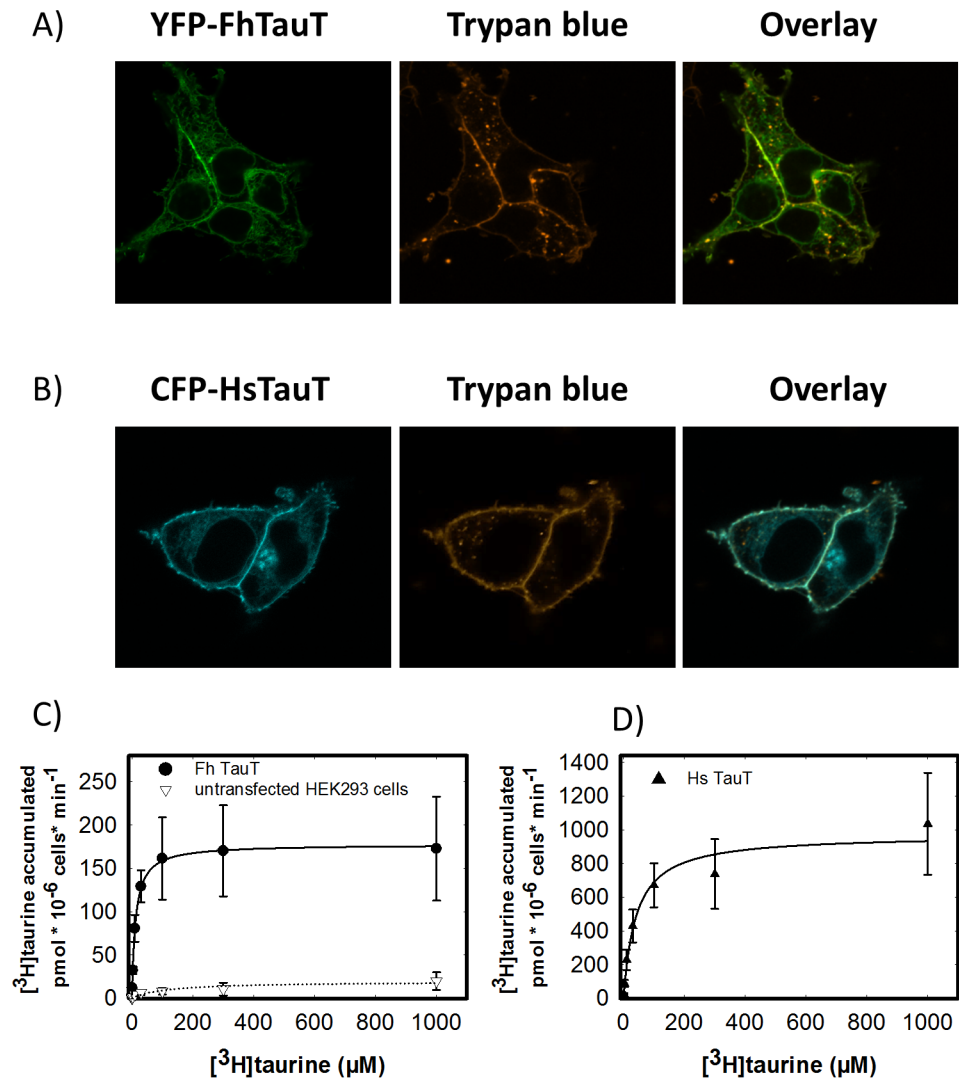 A)
YFP-FhTauT
Trypan blue
Overlay
B)
CFP-HsTauT
Trypan blue
Overlay
C)
[³H]taurine accumulated
pmol * 10⁻⁶ cells* min⁻¹
250
200
150
100
50
0
Fh TauT
untransfected HEK293 cells
0 200 400 600 800 1000
[³H]taurine (µM)
D)
[³H]taurine accumulated
pmol * 10⁻⁶ cells* min⁻¹
1400
1200
1000
800
600
400
200
0
Hs TauT
0 200 400 600 800 1000
[³H]taurine (µM)